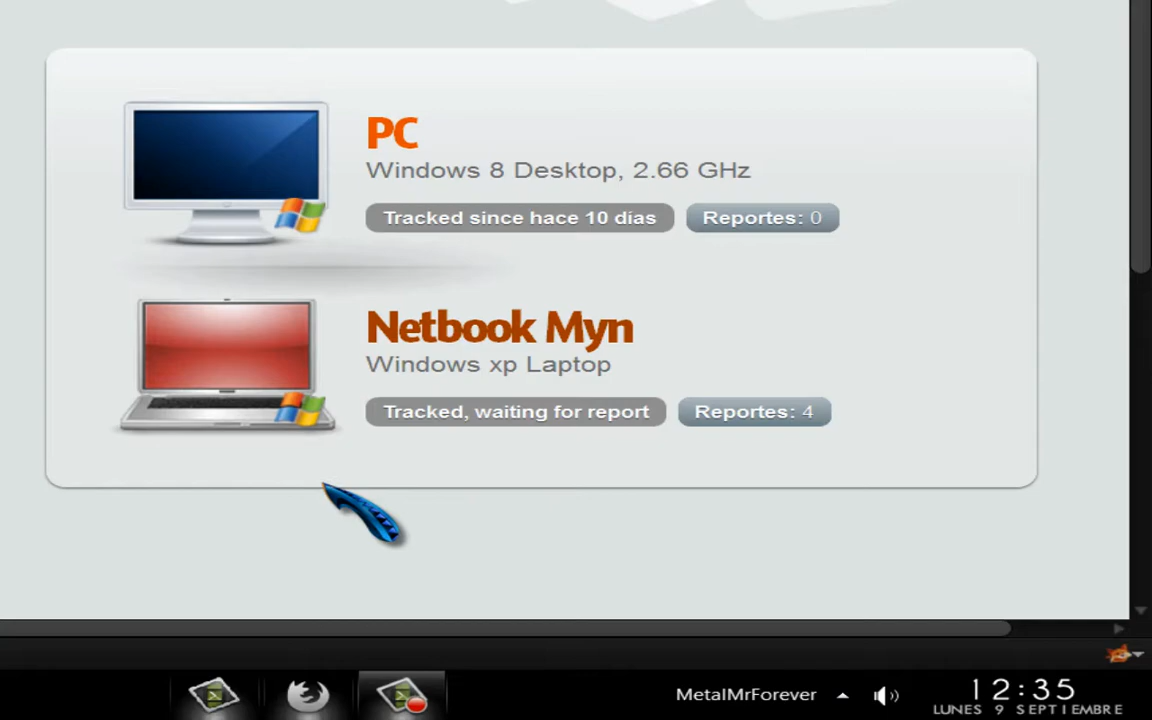 PC
Windows 8 Desktop, 2.66 GHz
Tracked since hace 10 días Reportes: 0
Netbook Myn
Windows xp Laptop
Tracked, waiting for report Reportes: 4
MetalMrForever 12:35
LUNES 9 SEPTIEMBRE